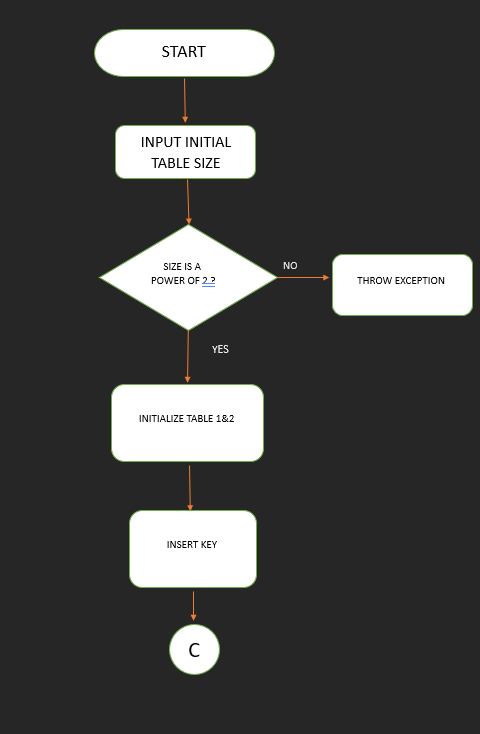 START
INPUT INITIAL
TABLE SIZE
SIZE IS A
POWER OF 2 ?
NO
THROW EXCEPTION
YES
INITIALIZE TABLE 1&2
INSERT KEY
C